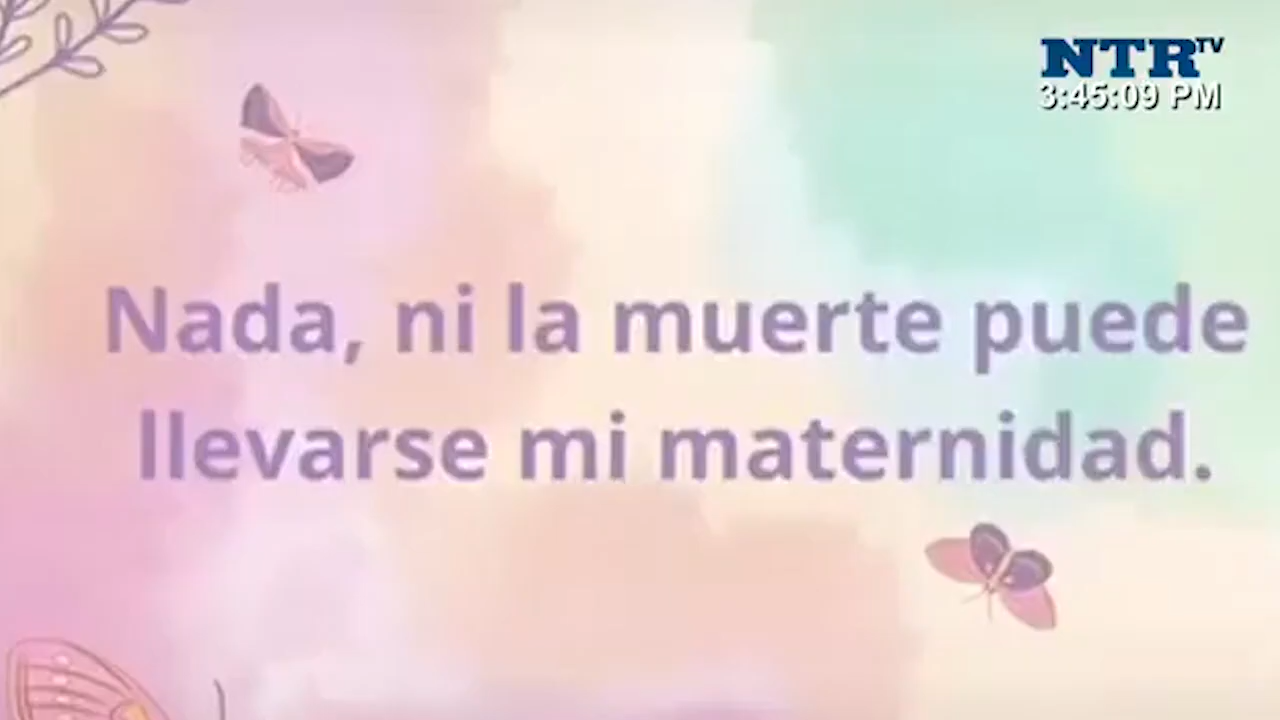 NTR TV
3:45:09 PM
Nada, ni la muerte puede
llevarse mi maternidad.